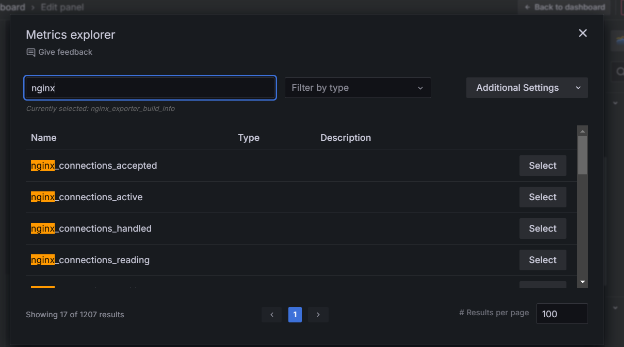 board › Edit panel
← Back to dashboard
Metrics explorer
Give feedback
nginx
Filter by type
Additional Settings
Currently selected: nginx_exporter_build_info
Name Type Description
nginx_connections_accepted Select
nginx_connections_active Select
nginx_connections_handled Select
nginx_connections_reading Select
Showing 17 of 1207 results
1
# Results per page 100